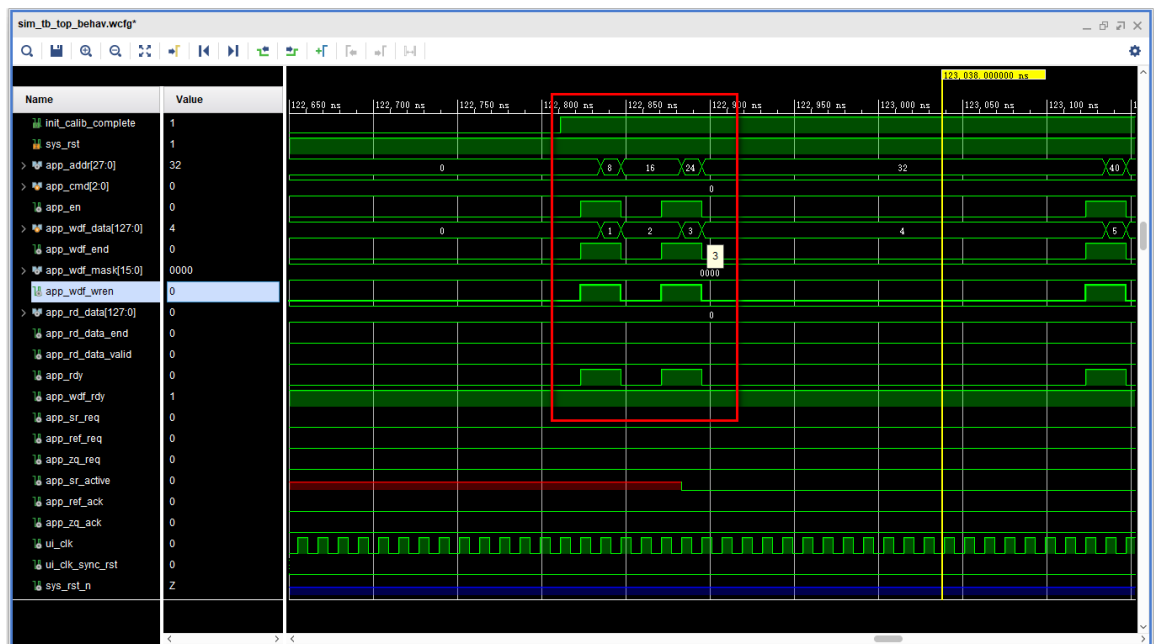 sim_tb_top_behav.wcfg*
123,038.000000 ns
Name Value
122,650 ns 122,700 ns 122,750 ns 122,800 ns 122,850 ns 122,900 ns 122,950 ns 123,000 ns 123,050 ns 123,100 ns
init_calib_complete 1
sys_rst 1
app_addr[27:0] 32 0 8 16 24 32 40
app_cmd[2:0] 0 0
app_en 0
app_wdf_data[127:0] 4 0 1 2 3 4 5
app_wdf_end 0
3
app_wdf_mask[15:0] 0000 0000
app_wdf_wren 0
app_rd_data[127:0] 0 0
app_rd_data_end 0
app_rd_data_valid 0
app_rdy 0
app_wdf_rdy 1
app_sr_req 0
app_ref_req 0
app_zq_req 0
app_sr_active 0
app_ref_ack 0
app_zq_ack 0
ui_clk 0
ui_clk_sync_rst 0
sys_rst_n Z